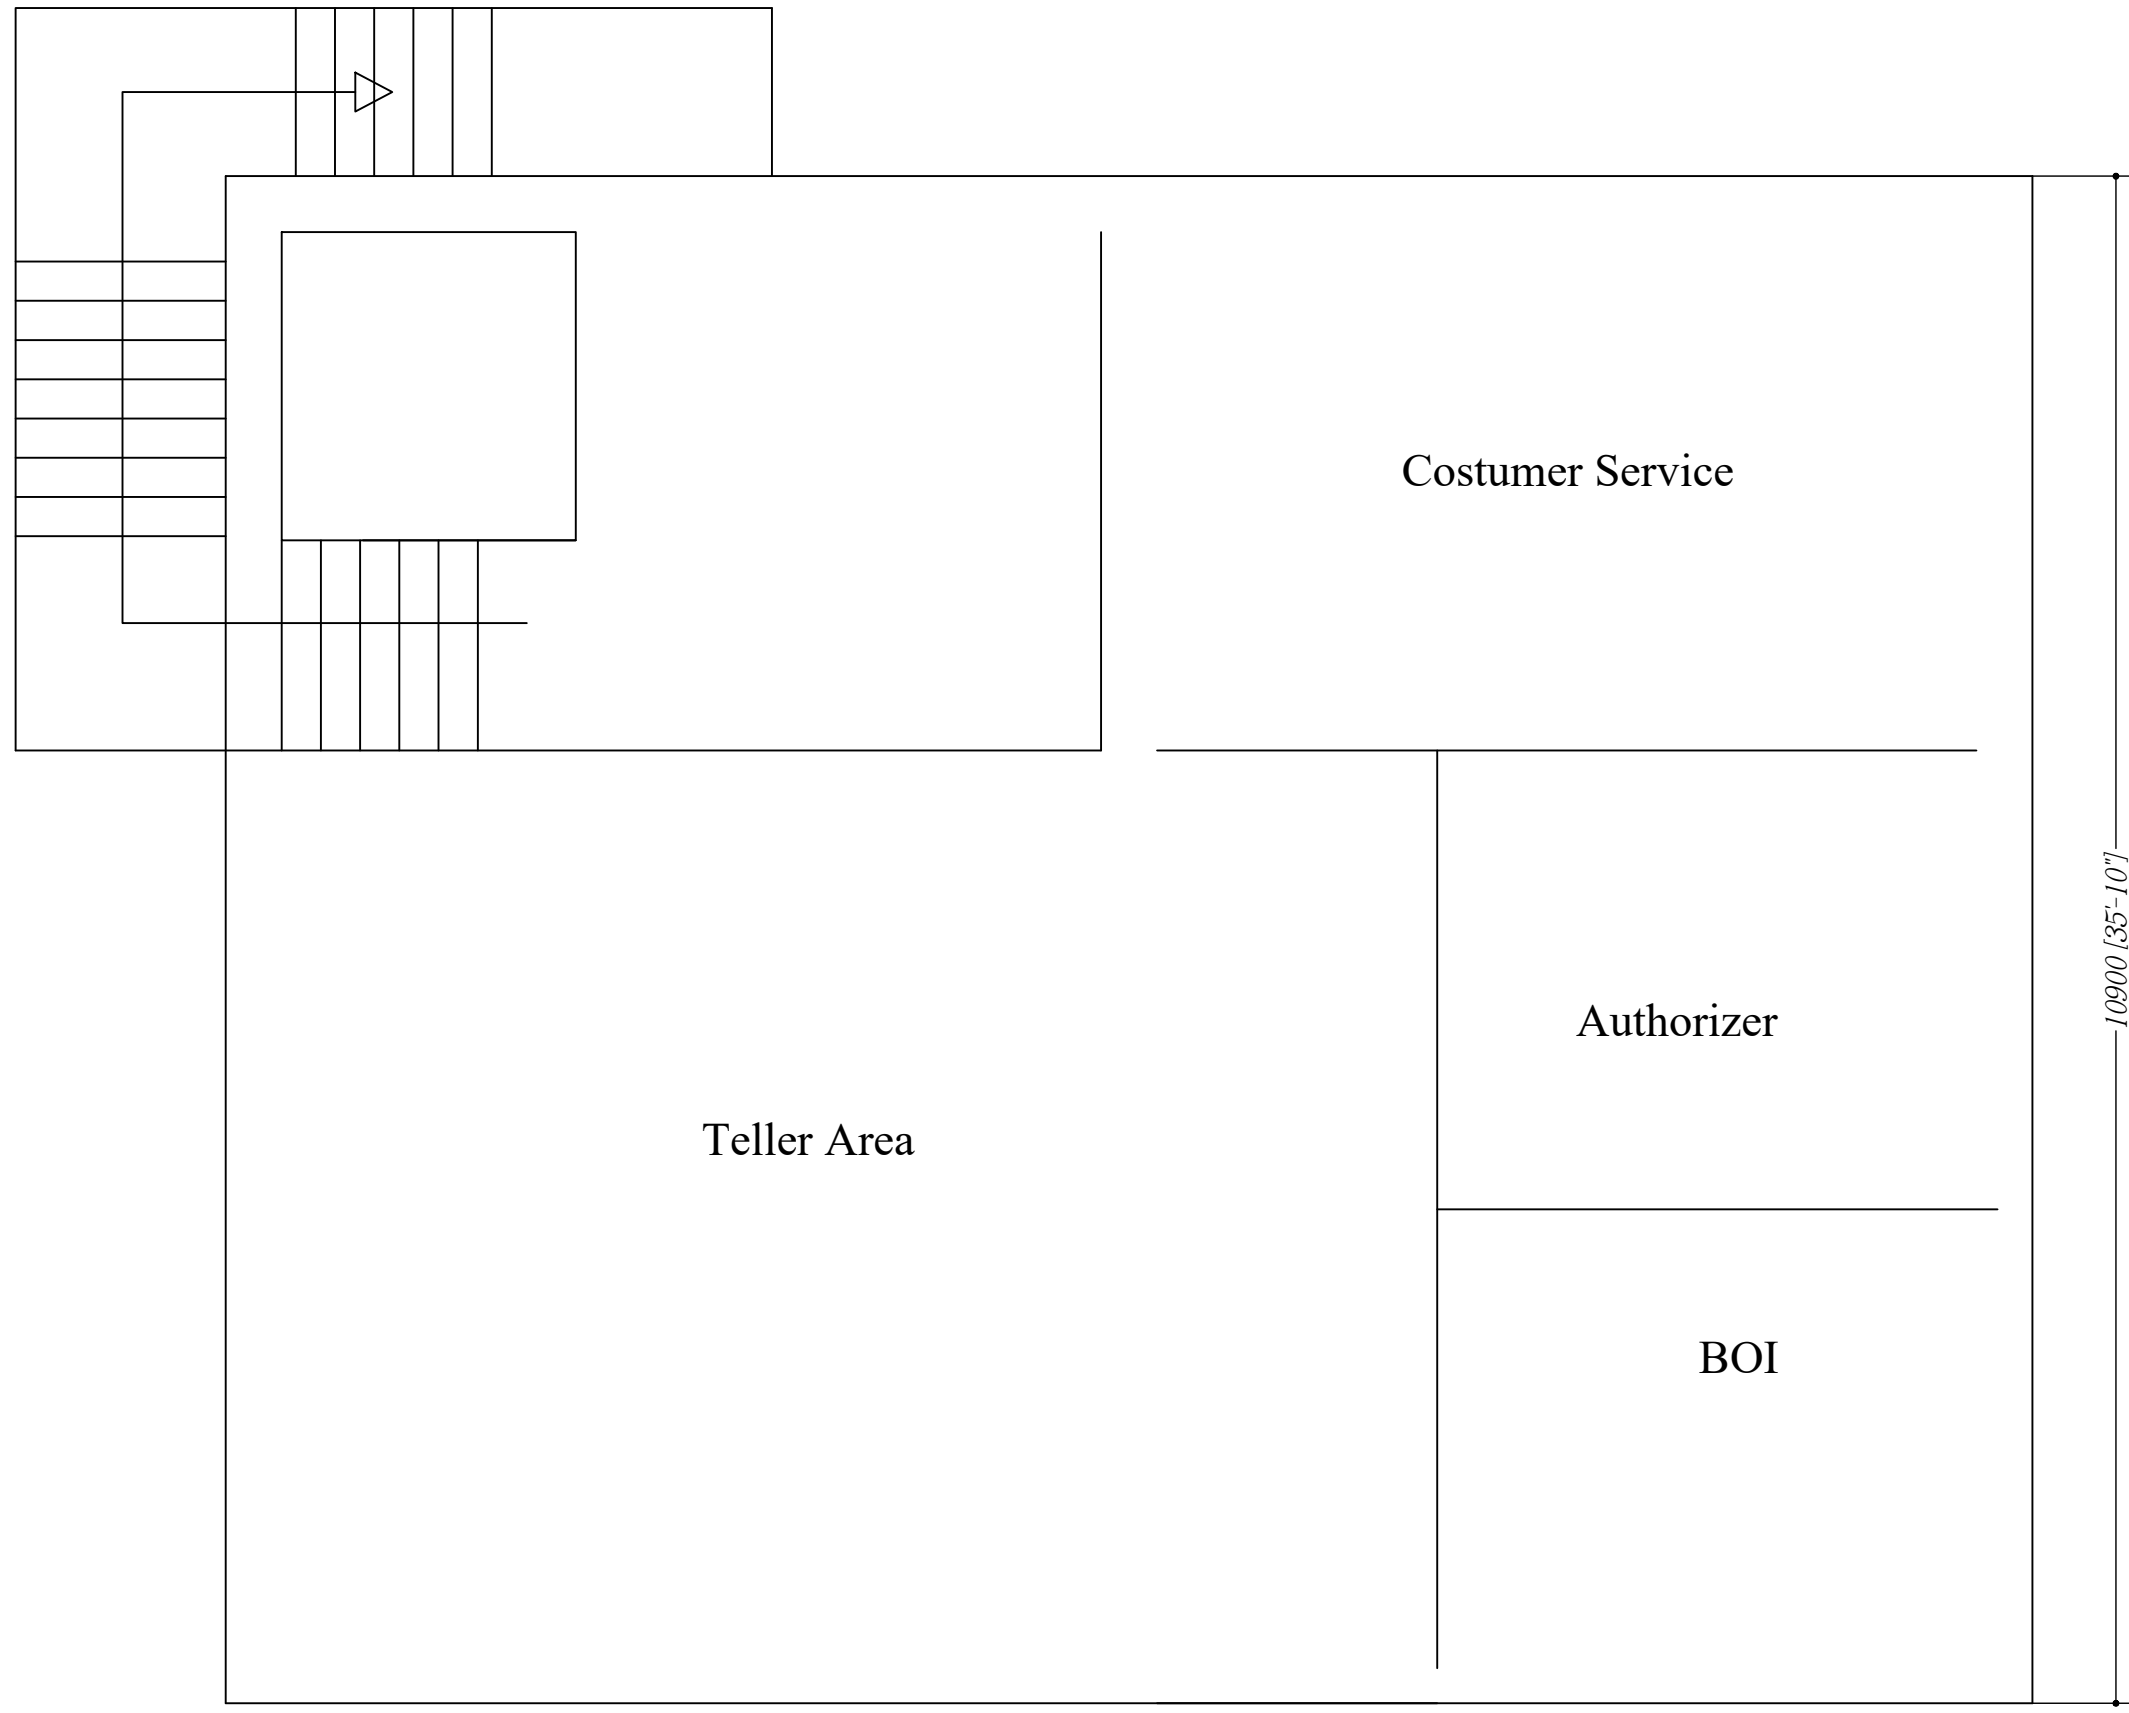 Costumer Service
10900 [35'-10"]
Authorizer
Teller Area
BOI